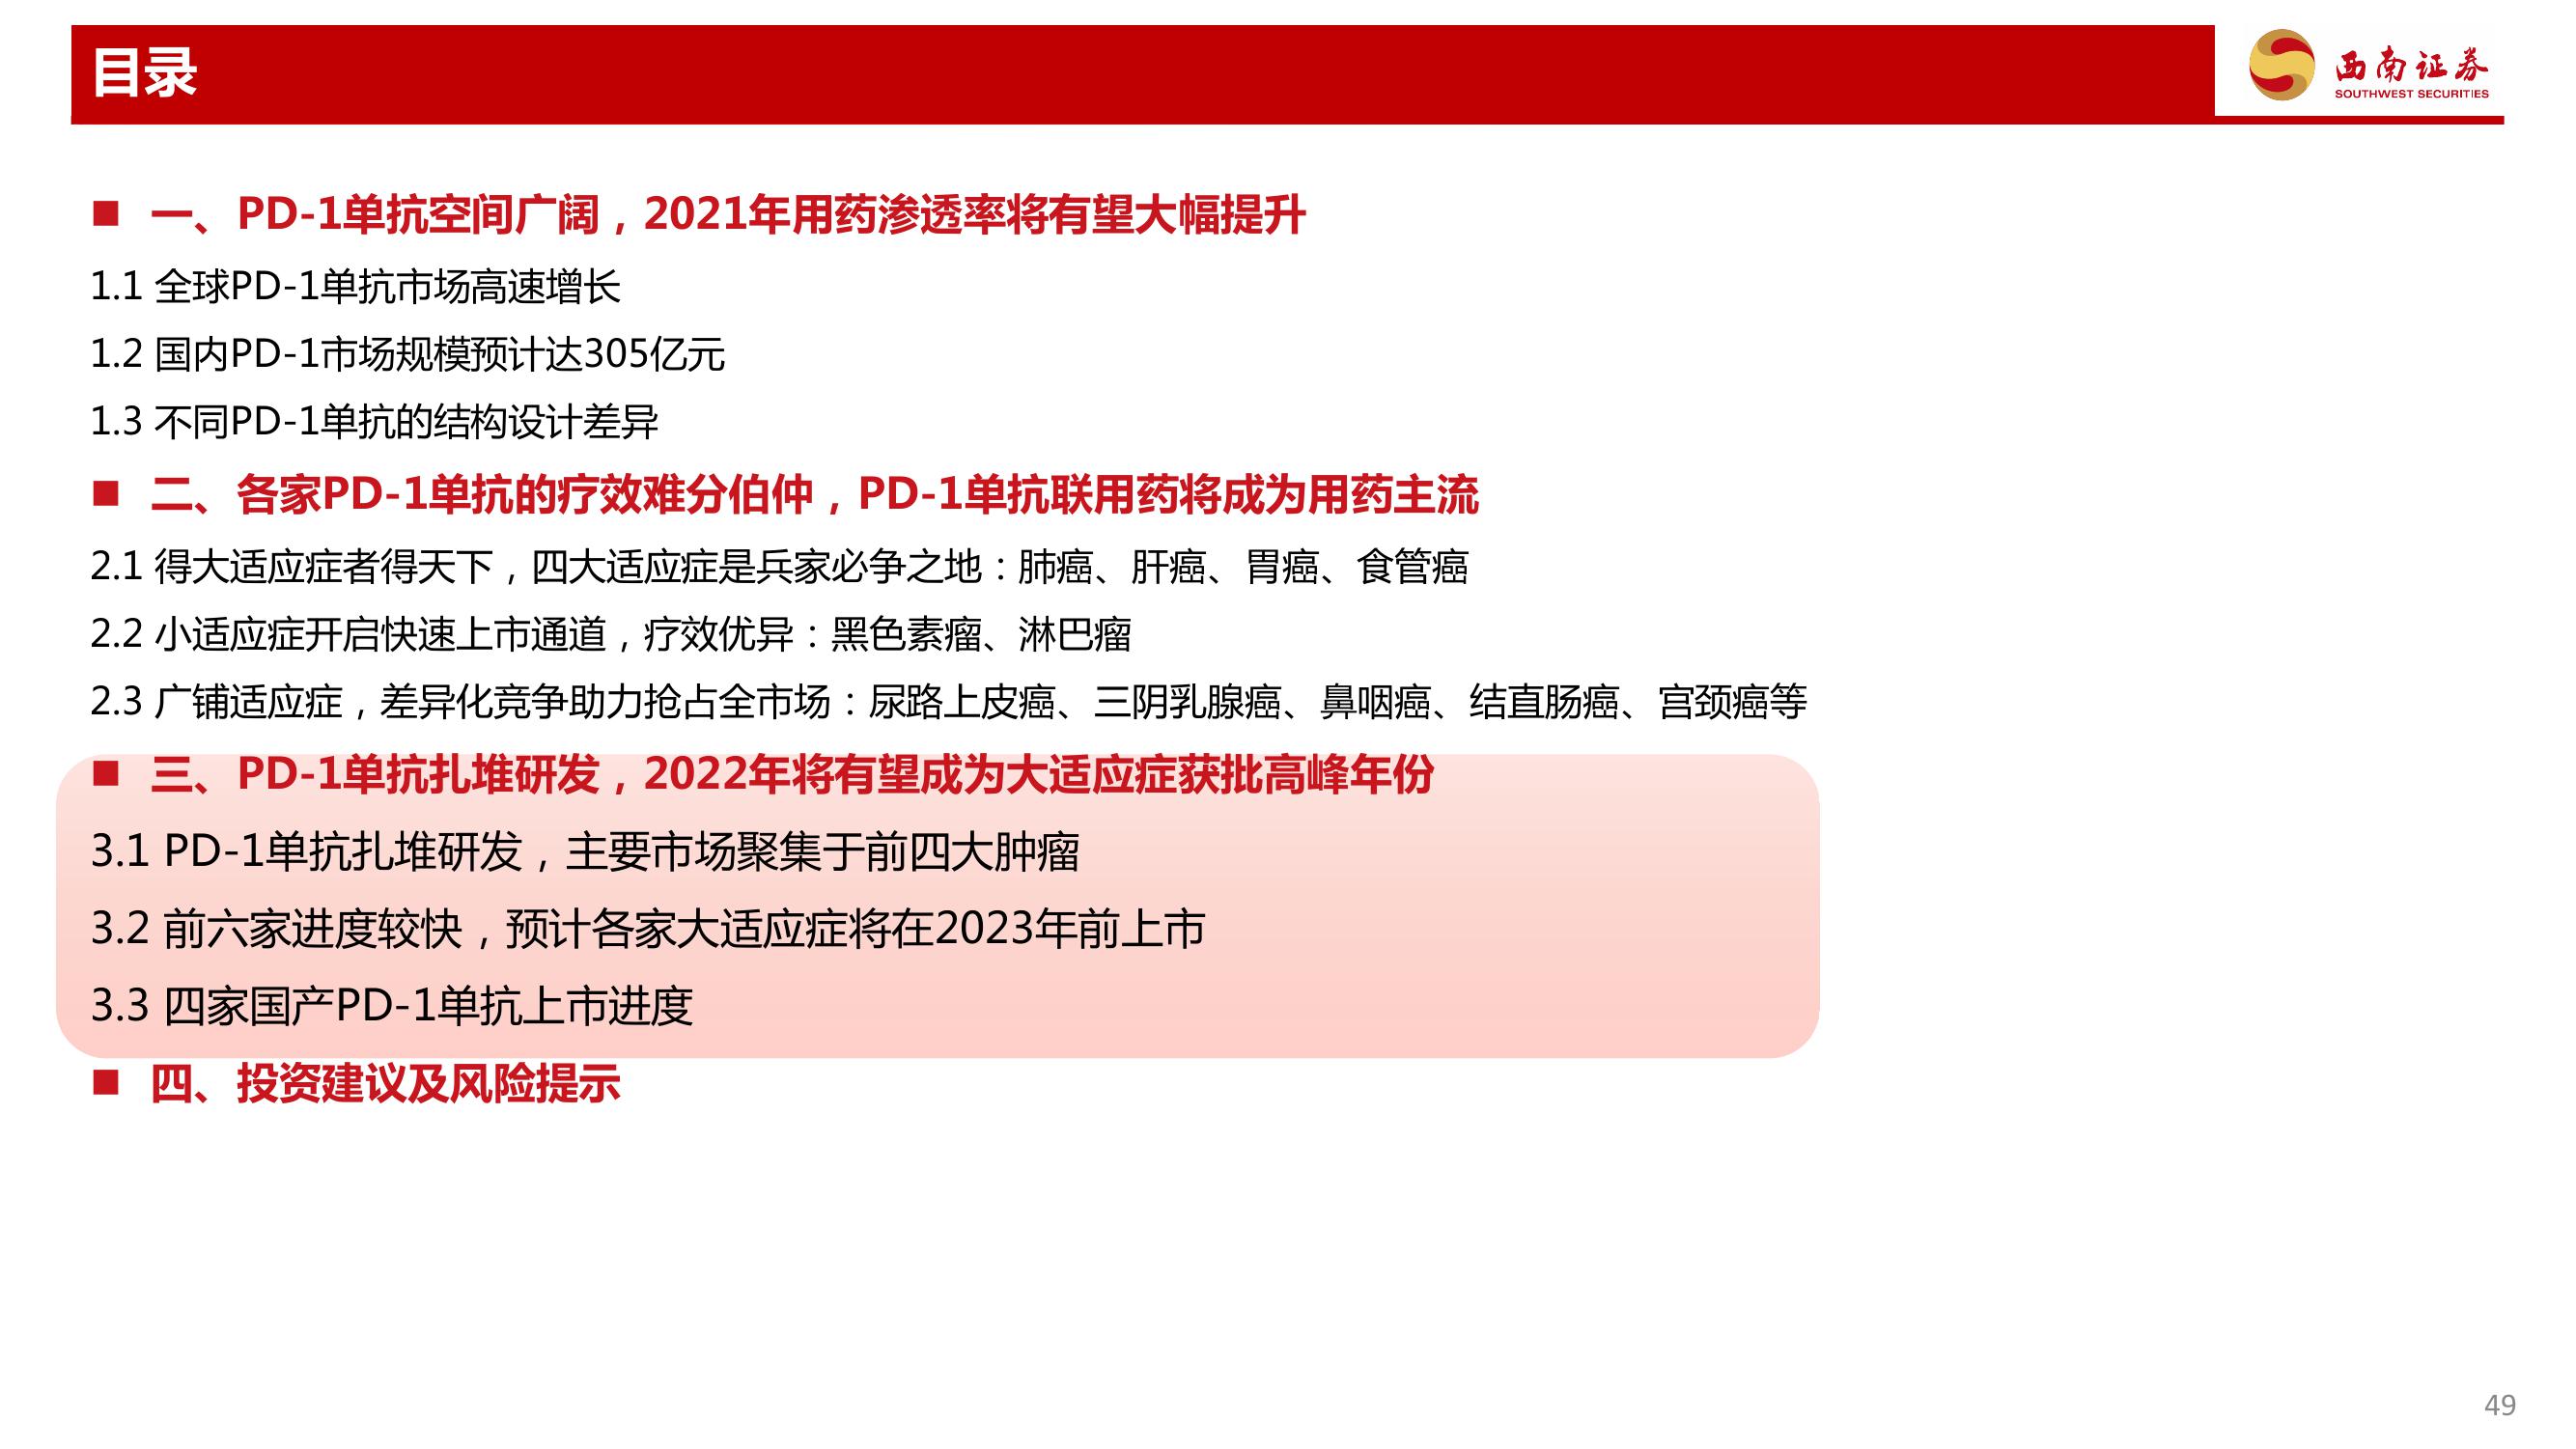 目录
西南证券
SOUTHWEST SECURITIES
■ 一、PD-1单抗空间广阔，2021年用药渗透率将有望大幅提升
1.1 全球PD-1单抗市场高速增长
1.2 国内PD-1市场规模预计达305亿元
1.3 不同PD-1单抗的结构设计差异
■ 二、各家PD-1单抗的疗效难分伯仲，PD-1单抗联用药将成为用药主流
2.1 得大适应症者得天下，四大适应症是兵家必争之地：肺癌、肝癌、胃癌、食管癌
2.2 小适应症开启快速上市通道，疗效优异：黑色素瘤、淋巴瘤
2.3 广铺适应症，差异化竞争助力抢占全市场：尿路上皮癌、三阴乳腺癌、鼻咽癌、结直肠癌、宫颈癌等
■ 三、PD-1单抗扎堆研发，2022年将有望成为大适应症获批高峰年份
3.1 PD-1单抗扎堆研发，主要市场聚集于前四大肿瘤
3.2 前六家进度较快，预计各家大适应症将在2023年前上市
3.3 四家国产PD-1单抗上市进度
■ 四、投资建议及风险提示
49